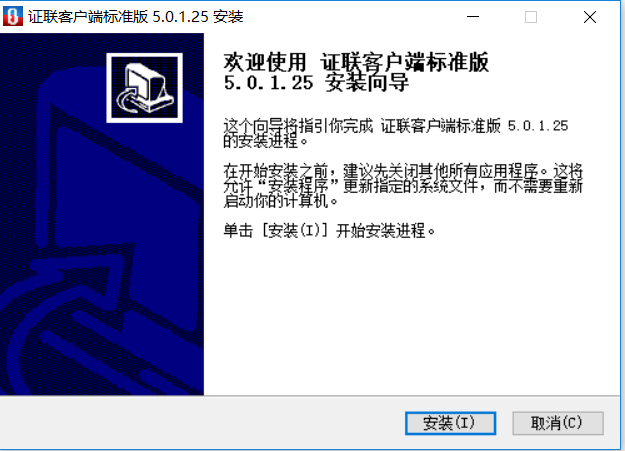 证联客户端标准版 5.0.1.25 安装
欢迎使用 证联客户端标准版
5.0.1.25 安装向导
这个向导将指引你完成 证联客户端标准版 5.0.1.25
的安装进程。
在开始安装之前，建议先关闭其他所有应用程序。这将
允许“安装程序”更新指定的系统文件，而不需要重新
启动你的计算机。
单击 [安装(I)] 开始安装进程。
安装(I)
取消(C)